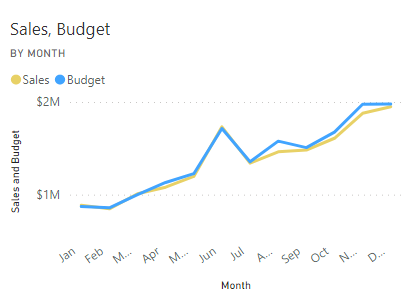 Sales, Budget
BY MONTH
Sales Budget
$2M
$1M
Sales and Budget
Jan Feb M... Apr M... Jun Jul A... Sep Oct N... D...
Month